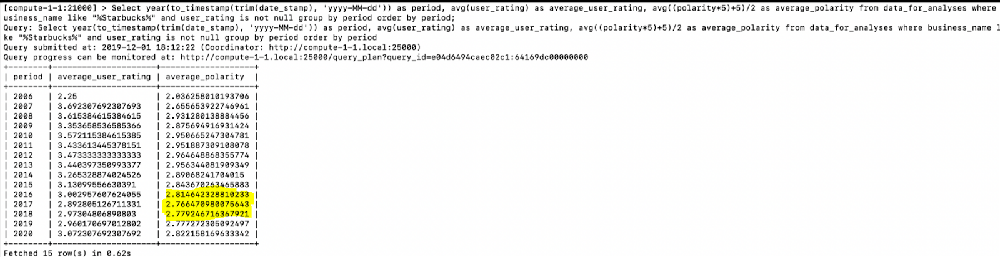 [compute-1-1:21000] > Select year(to_timestamp(trim(date_stamp), 'yyyy-MM-dd')) as period, avg(user_rating) as average_user_rating, avg((polarity*5)+5)/2 as average_polarity from data_for_analyses where
usiness_name like "%Starbucks%" and user_rating is not null group by period order by period;
Query: Select year(to_timestamp(trim(date_stamp), 'yyyy-MM-dd')) as period, avg(user_rating) as average_user_rating, avg((polarity*5)+5)/2 as average_polarity from data_for_analyses where business_name l
ke "%Starbucks%" and user_rating is not null group by period order by period
Query submitted at: 2019-12-01 18:12:22 (Coordinator: http://compute-1-1.local:25000)
Query progress can be monitored at: http://compute-1-1.local:25000/query_plan?query_id=e04d6494caec02c1:64169dc00000000
+--------+---------------------+-------------------+
| period | average_user_rating | average_polarity  |
+--------+---------------------+-------------------+
| 2006   | 2.25                | 2.036258010193706 |
| 2007   | 3.692307692307693   | 2.655653922746961 |
| 2008   | 3.615384615384615   | 2.931280138884456 |
| 2009   | 3.353658536585366   | 2.875694916931424 |
| 2010   | 3.572115384615385   | 2.950665247304781 |
| 2011   | 3.433613445378151   | 2.951887309108078 |
| 2012   | 3.473333333333333   | 2.964648868355774 |
| 2013   | 3.440397350993377   | 2.956344081909349 |
| 2014   | 3.265328874024526   | 2.89068241704015  |
| 2015   | 3.13099556630391    | 2.843670263465883 |
| 2016   | 3.002957607624055   | 2.814642328810233 |
| 2017   | 2.892805126711331   | 2.766470980075643 |
| 2018   | 2.97304806890803    | 2.779246716367921 |
| 2019   | 2.960170697012802   | 2.777272305092497 |
| 2020   | 3.072307692307692   | 2.822158169633342 |
+--------+---------------------+-------------------+
Fetched 15 row(s) in 0.62s